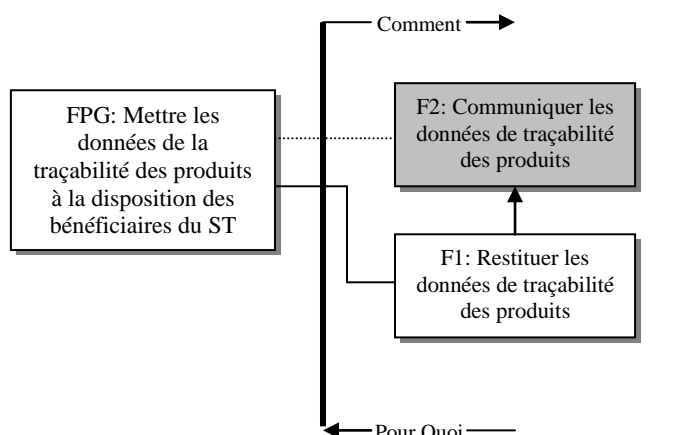 Comment
FPG: Mettre les
données de la
traçabilité des produits
à la disposition des
bénéficiaires du ST
F2: Communiquer les
données de traçabilité
des produits
F1: Restituer les
données de traçabilité
des produits
Pour Quoi